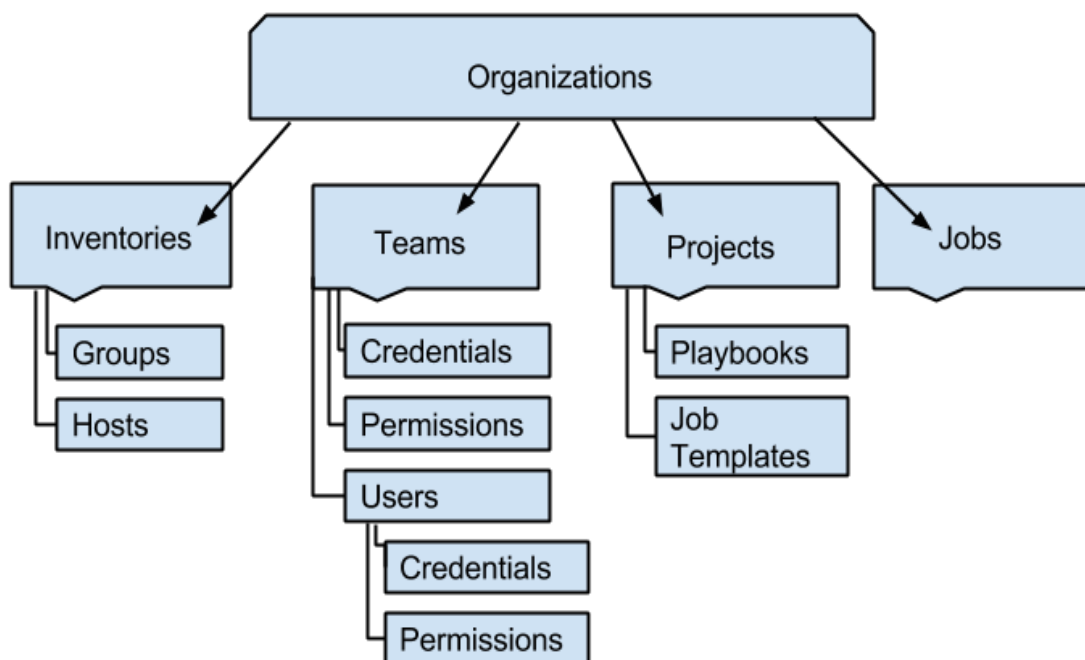 Organizations
Inventories
Teams
Projects
Jobs
Groups
Hosts
Credentials
Permissions
Users
Credentials
Permissions
Playbooks
Job
Templates